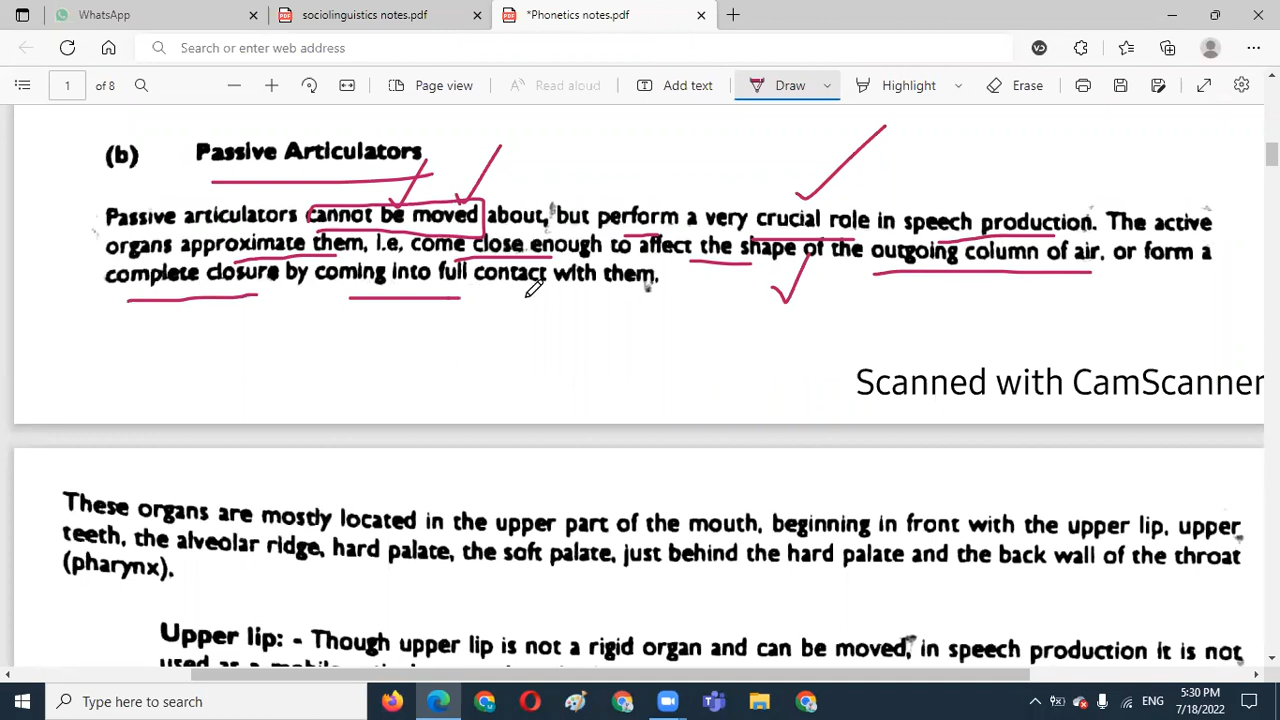 WhatsApp
sociolinguistics notes.pdf
*Phonetics notes.pdf
Search or enter web address
1 of 8
Page view
Read aloud
Add text
Draw
Highlight
Erase
(b) Passive Articulators
Passive articulators cannot be moved about, but perform a very crucial role in speech production. The active
organs approximate them, i.e, come close enough to affect the shape of the outgoing column of air, or form a
complete closure by coming into full contact with them.
Scanned with CamScanner
These organs are mostly located in the upper part of the mouth, beginning in front with the upper lip, upper
teeth, the alveolar ridge, hard palate, the soft palate, just behind the hard palate and the back wall of the throat
(pharynx).
Upper lip: - Though upper lip is not a rigid organ and can be moved, in speech production it is not
used as a mobile
Type here to search
ENG
5:30 PM
7/18/2022